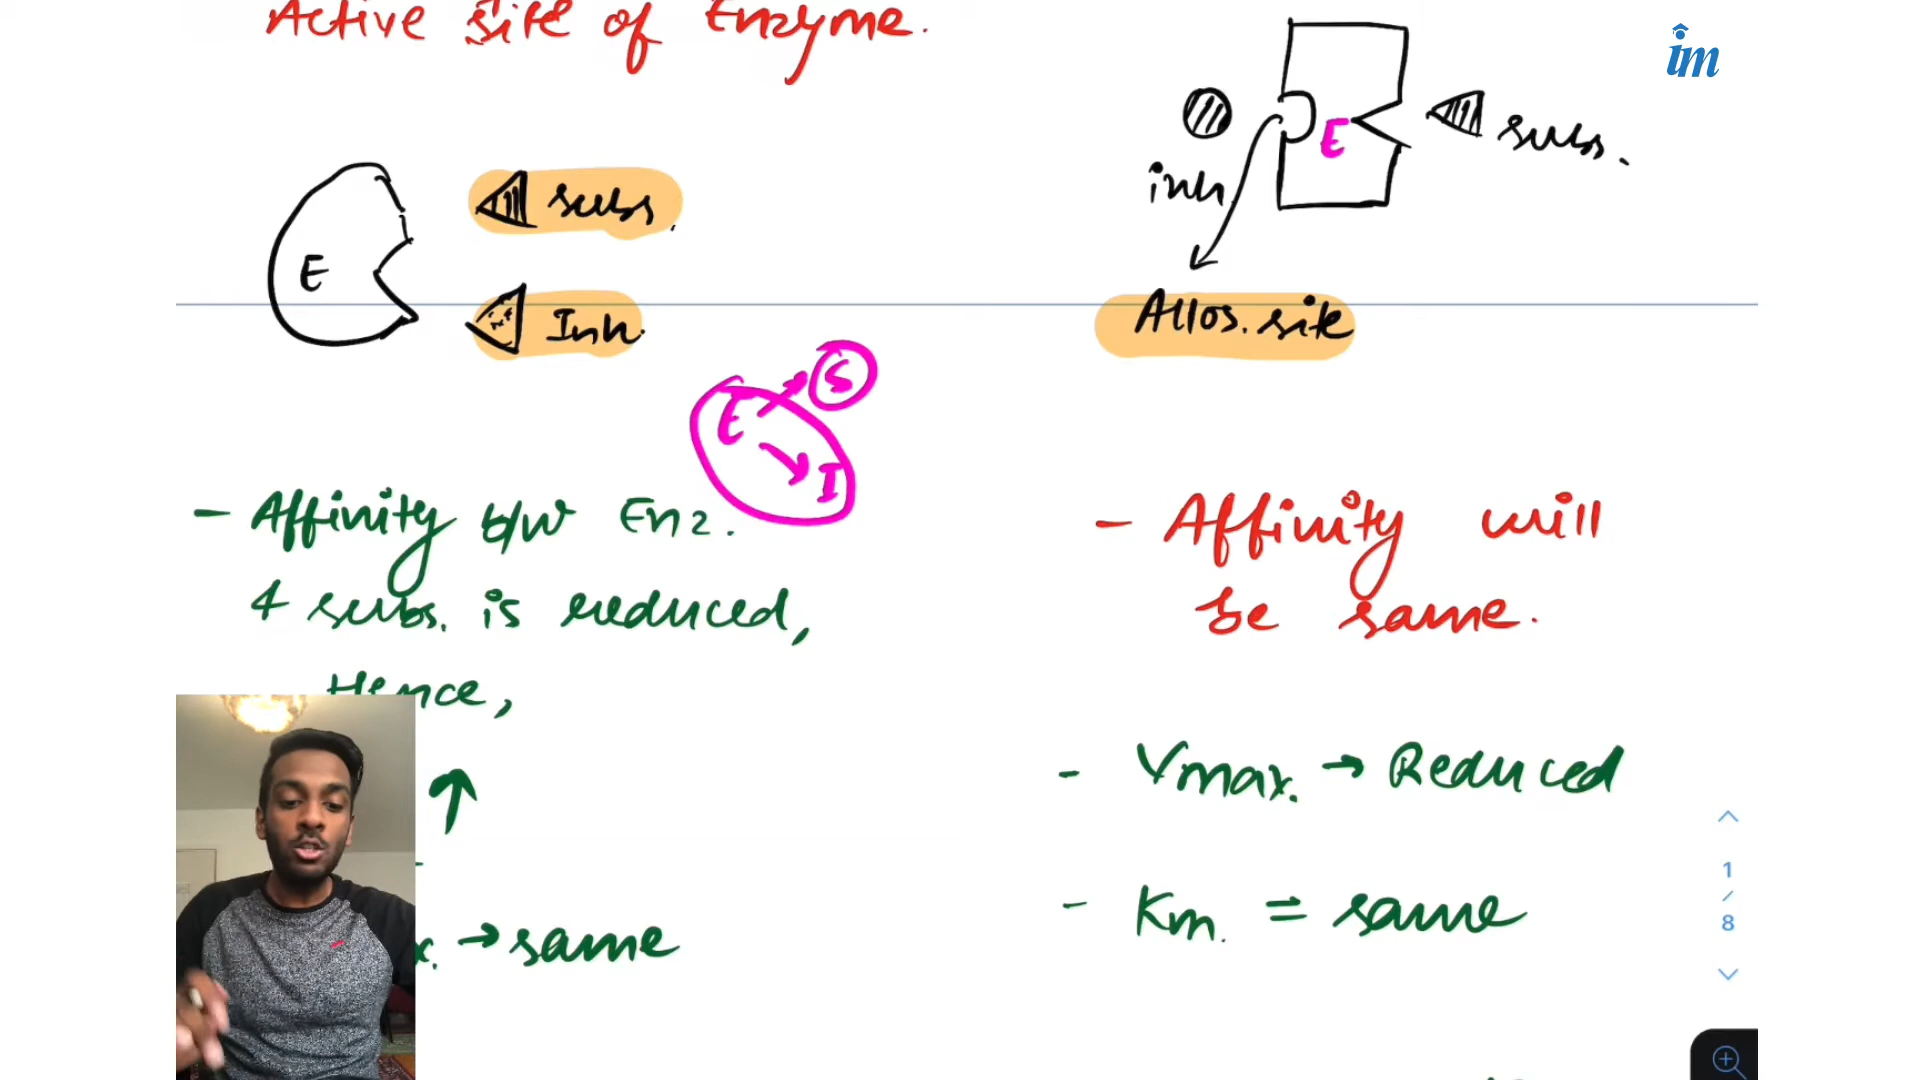 Active site of Enzyme.
im
E
subs.
Inh.
E
S
I
- Affinity b/w Enz.
& subs. is reduced,
Hence,
↑
x. → same
E
inh
subs.
Allos. site
- Affinity will
be same.
- Vmax. → Reduced
- Km. = same
1
/
8